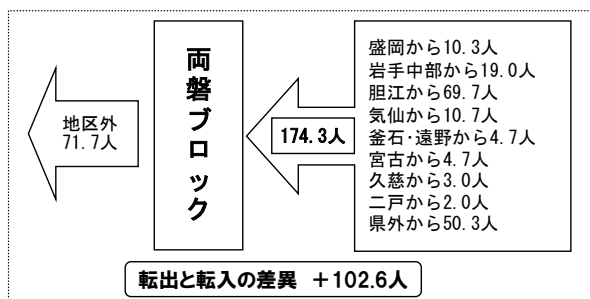 地区外
71.7人
両磐ブロック
174.3人
盛岡から10.3人
岩手中部から19.0人
胆江から69.7人
気仙から10.7人
釜石・遠野から4.7人
宮古から4.7人
久慈から3.0人
二戸から2.0人
県外から50.3人
転出と転入の差異 +102.6人